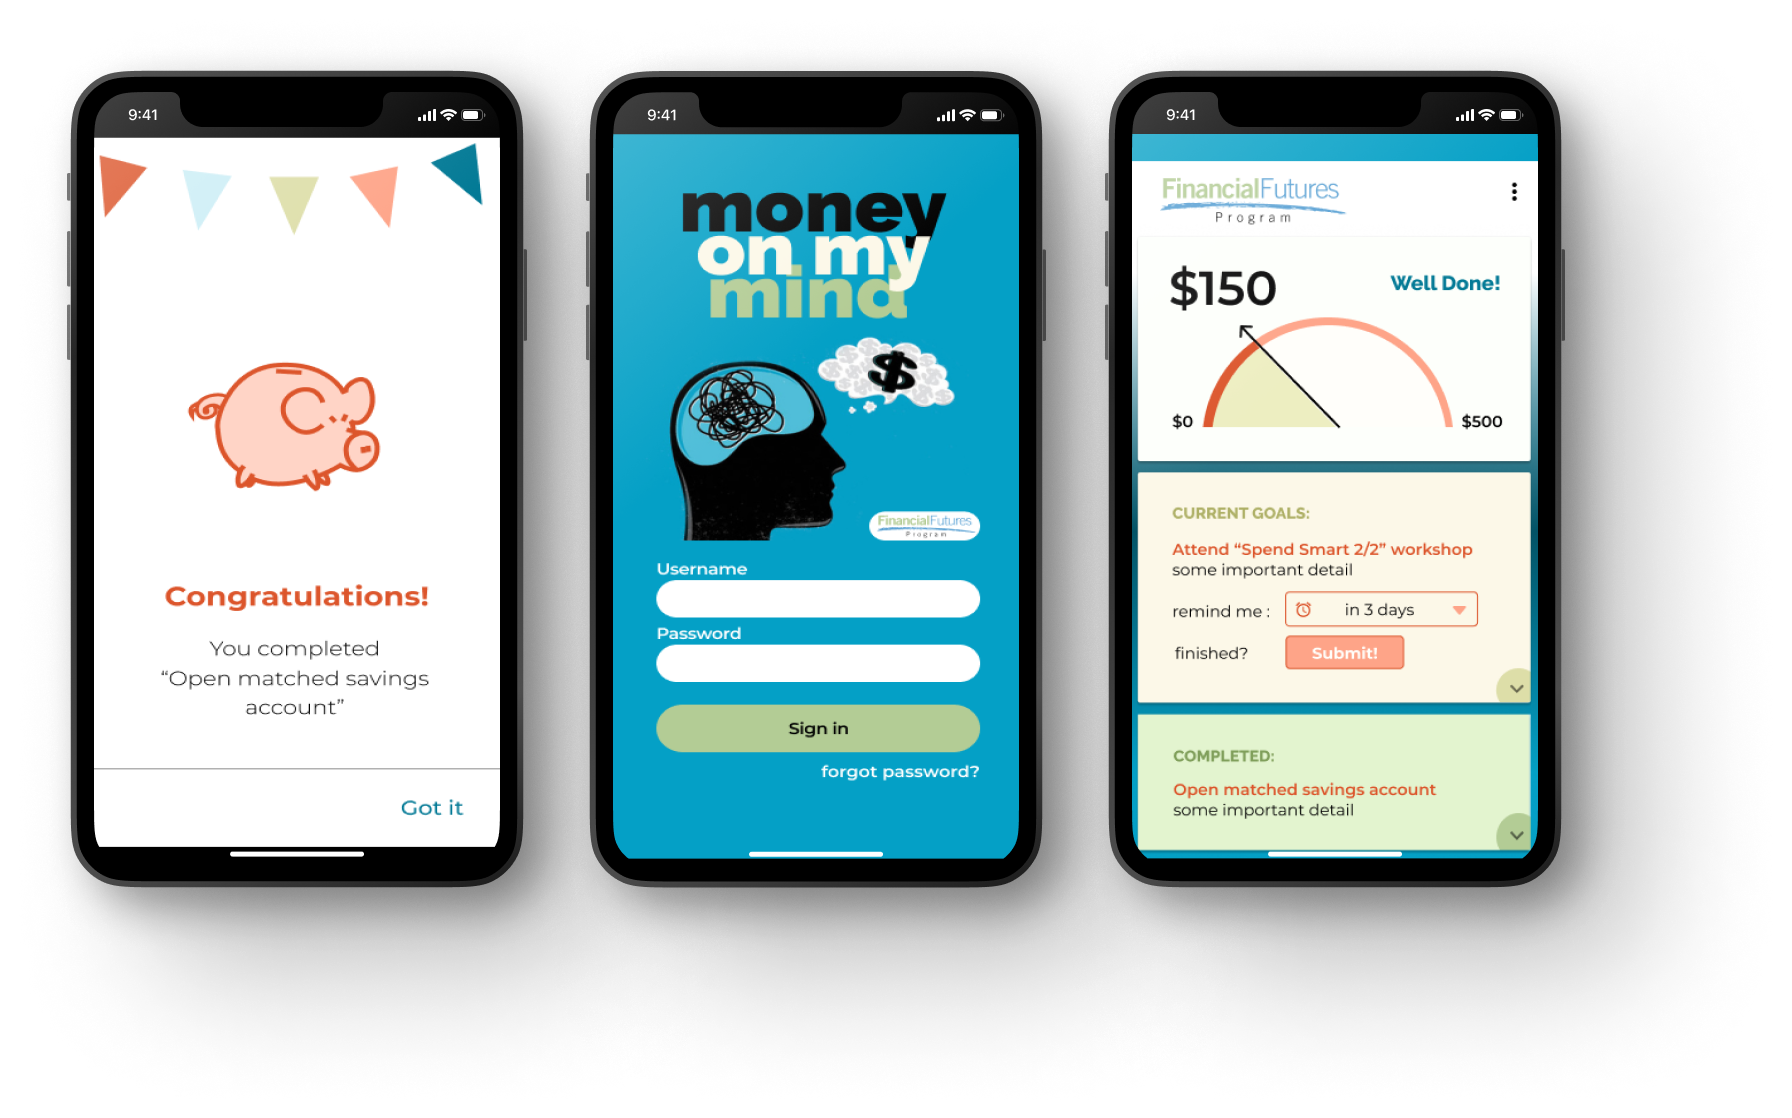 9:41
Congratulations!
You completed
“Open matched savings
account”
Got it
9:41
money
on my
mind
$
FinancialFutures
Program
Username
Password
Sign in
forgot password?
9:41
FinancialFutures
Program
$150
Well Done!
$0
$500
CURRENT GOALS:
Attend “Spend Smart 2/2” workshop
some important detail
remind me :
in 3 days
finished?
Submit!
COMPLETED:
Open matched savings account
some important detail